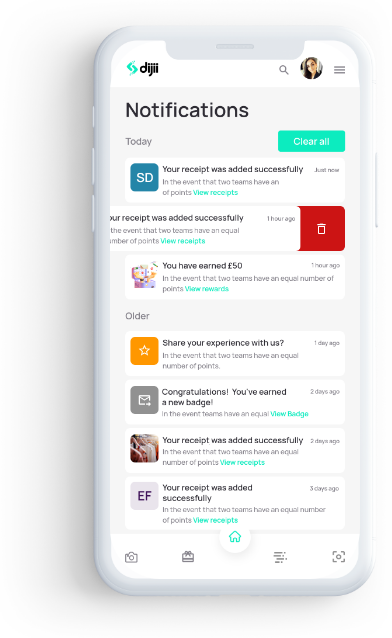 dijii
Notifications
Today
Clear all
SD
Your receipt was added successfully
Just now
In the event that two teams have an
of points View receipts
our receipt was added successfully
1 hour ago
the event that two teams have an equal
mber of points View receipts
You have earned £50
1 hour ago
In the event that two teams have an equal number of
points View rewards
Older
Share your experience with us?
1 day ago
In the event that two teams have an equal
number of points.
Congratulations! You've earned
2 days ago
a new badge!
In the event teams have an equal View Badge
Your receipt was added successfully
2 days ago
In the event that two teams have an equal
number of points View receipts
EF
Your receipt was added
3 days ago
successfully
In the event that two teams have an equal number
of points View receipts